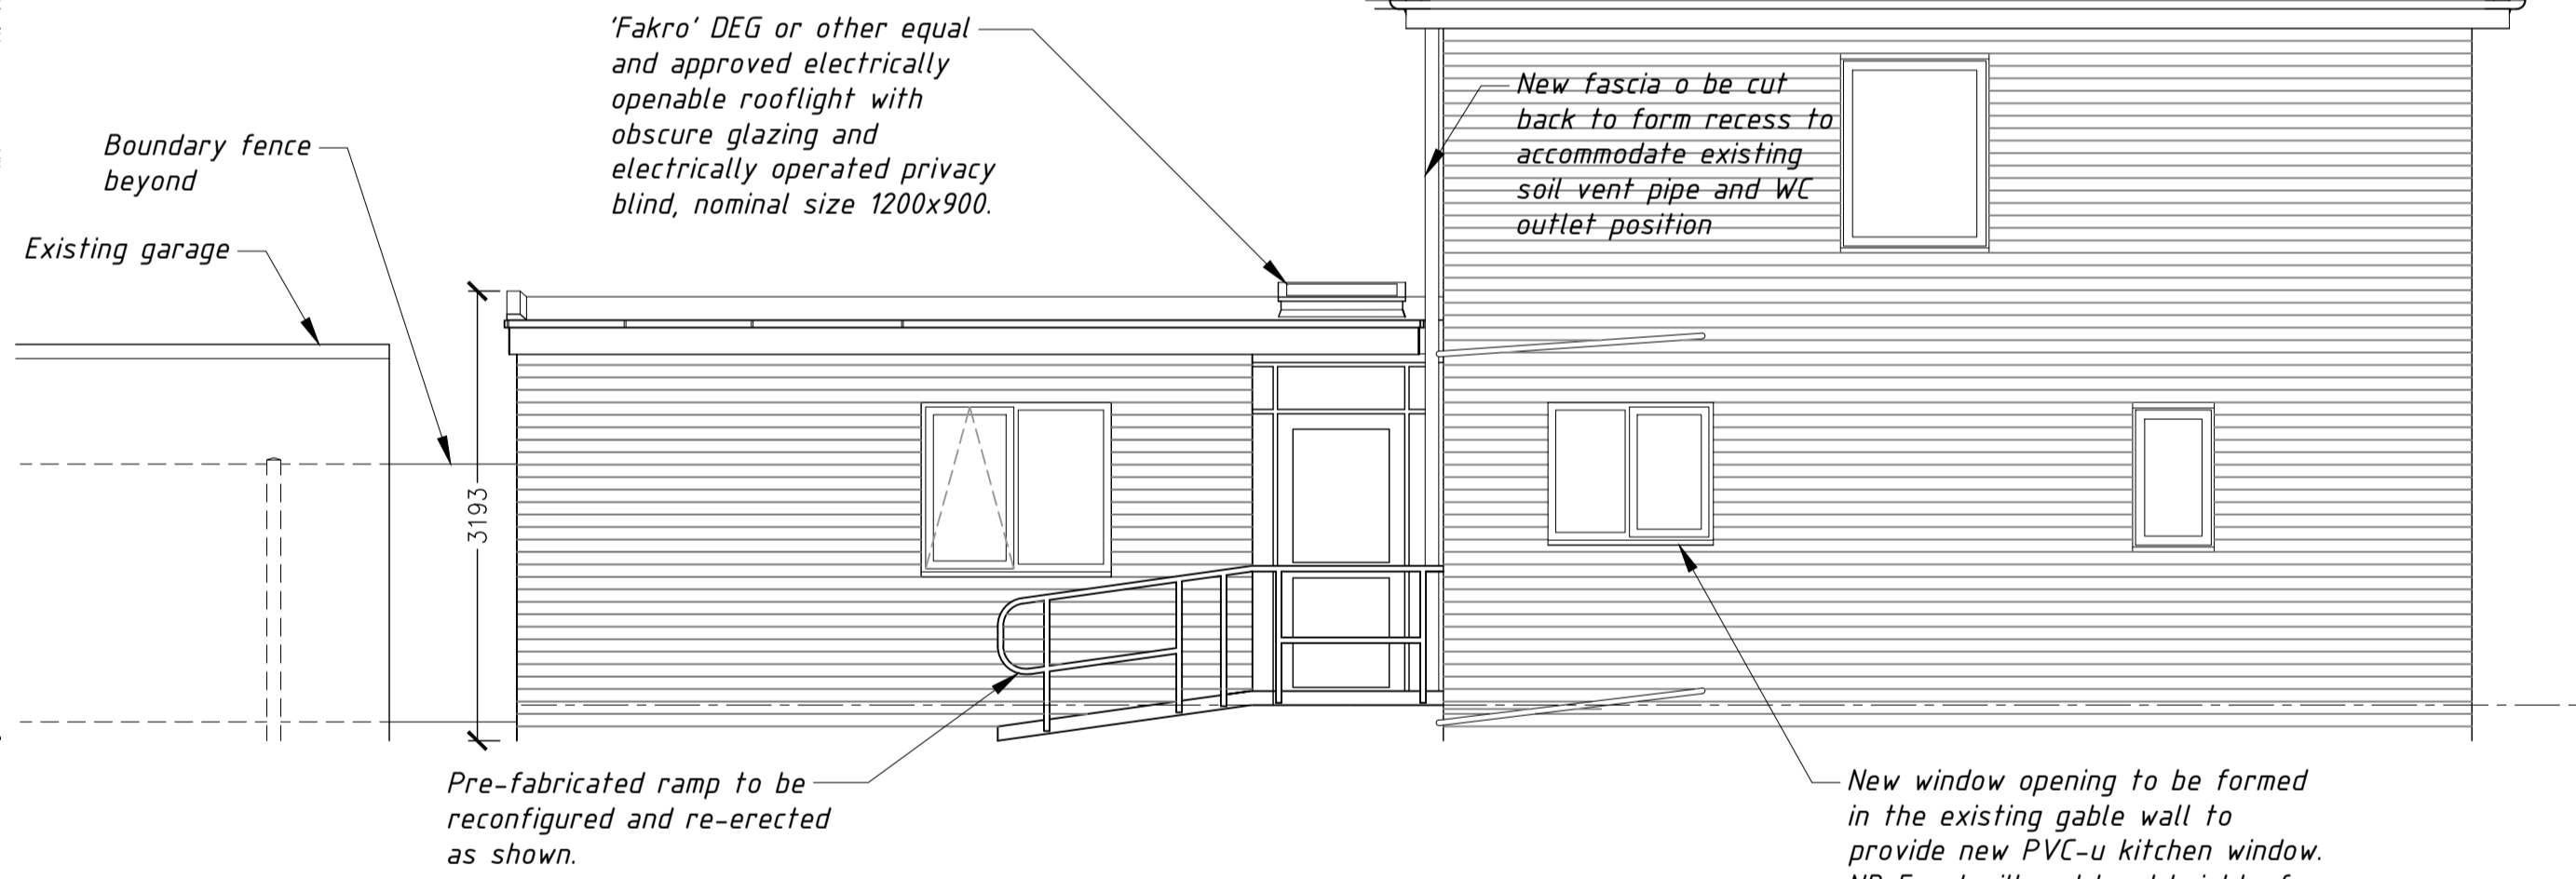 'Fakro' DEG or other equal
and approved electrically
openable rooflight with
obscure glazing and
electrically operated privacy
blind, nominal size 1200x900.
New fascia o be cut
back to form recess to
accommodate existing
soil vent pipe and WC
outlet position
Boundary fence
beyond
Existing garage
3193
Pre-fabricated ramp to be
reconfigured and re-erected
as shown.
New window opening to be formed
in the existing gable wall to
provide new PVC-u kitchen window.